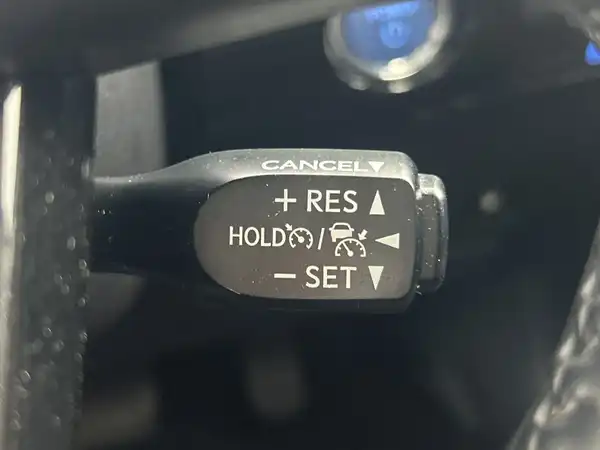 CANCEL▼
+ RES ▲
HOLD / ◀
− SET ▼